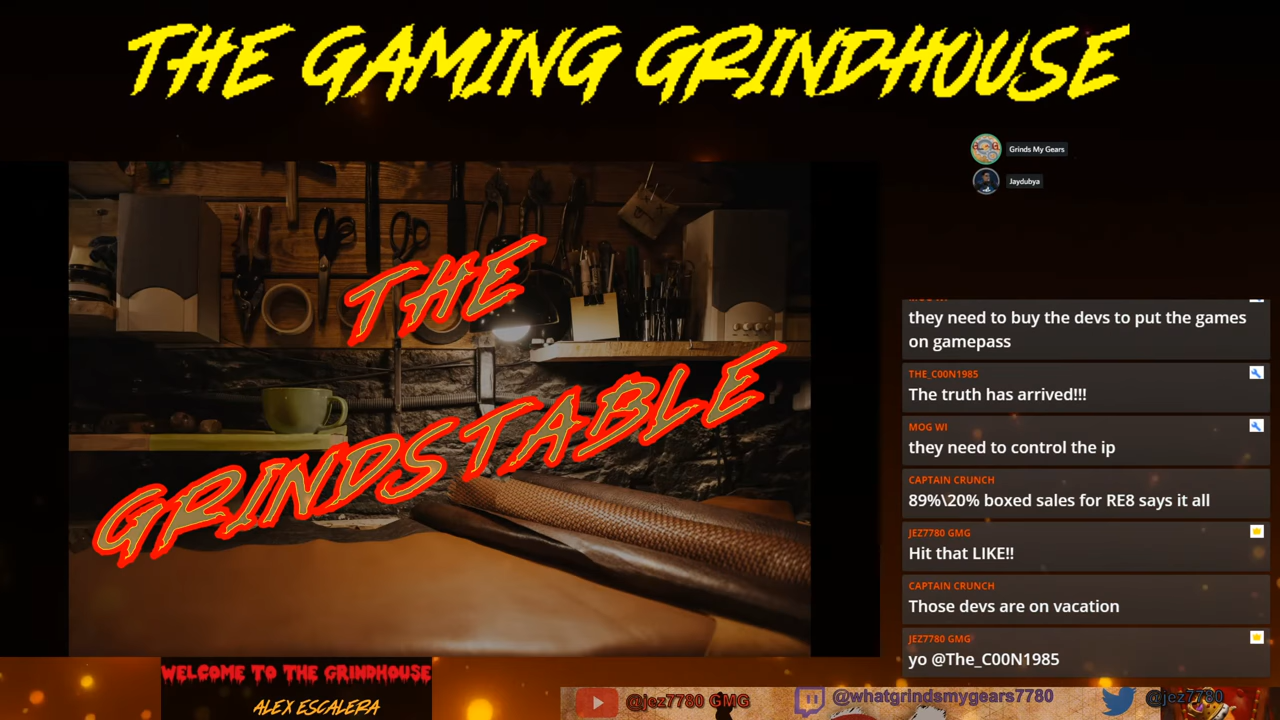 THE GAMING GRINDHOUSE
Grinds My Gears
Jaydubya
THE
GRINDSTABLE
they need to buy the devs to put the games
on gamepass
THE_C00N1985
The truth has arrived!!!
MOG WI
they need to control the ip
CAPTAIN CRUNCH
89%\20% boxed sales for RE8 says it all
JEZ7780 GMG
Hit that LIKE!!
CAPTAIN CRUNCH
Those devs are on vacation
JEZ7780 GMG
yo @The_C00N1985
WELCOME TO THE GRINDHOUSE
ALEX ESCALERA
@jez7780 GMG
@whatgrindsmygears7780
@jez7780